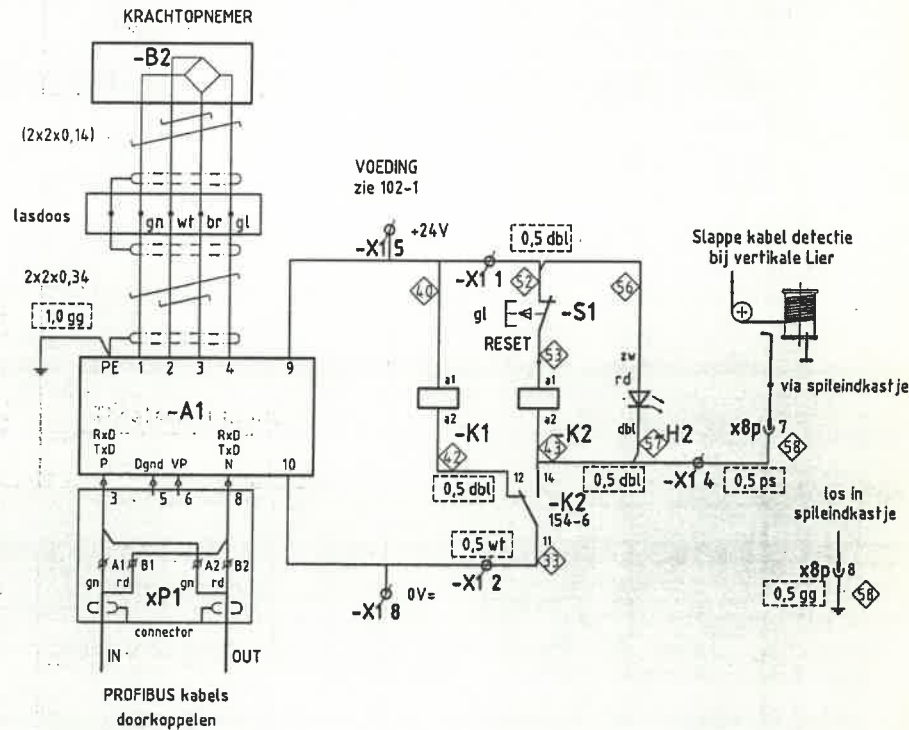 KRACHTOPNEMER
-B2
(2x2x0,14)
lasdoos
gn wt br gl
2x2x0,34
1,0 gg
PE 1 2 3 4 9
-A1
RxD RxD
TxD TxD
P Dgnd VP N 10
3 5 6 8
A1 B1 A2 B2
gn rd gn rd
xP1
connector
IN OUT
PROFIBUS kabels
doorkoppelen
VOEDING
zie 102-1
+24V
-X1 5
-X1 1
0,5 dbl
40
52
56
gl
-S1
RESET
53
zw
rd
a1 a1
a2 a2
-K1
-K2
42
43
dbl
57
-H2
0,5 dbl
12 14
0,5 dbl
-X1 4
0,5 ps
-K2
154-6
11
33
0,5 wt
-X1 2
-X1 8
0V=
Slappe kabel detectie
bij vertikale Lier
via spileindkastje
x8p 7
58
los in
spileindkastje
x8p 8
0,5 gg
58